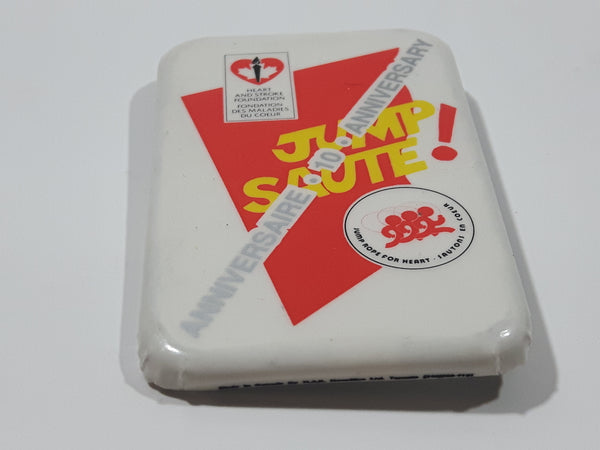 HEART
AND STROKE
FOUNDATION
FONDATION
DES MALADIES
DU COEUR
JUMP
SAUTE!
ANNIVERSAIRE • 10 • ANNIVERSARY
JUMP ROPE FOR HEART · SAUTONS EN COEUR